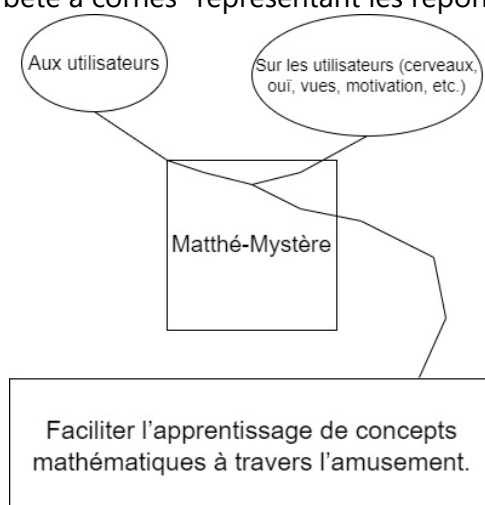 bête à cornes" représentant les
Aux utilisateurs
Sur les utilisateurs (cerveaux,
ouï, vues, motivation, etc.)
Matthé-Mystère
Faciliter l’apprentissage de concepts
mathématiques à travers l’amusement.